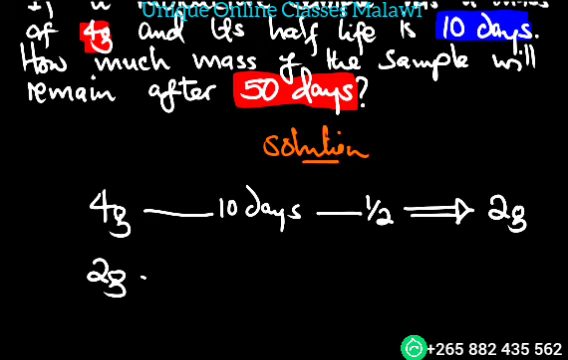 Unique Online Classes Malawi
of 4g and its half life is 10 days.
How much mass of the sample will
remain after 50 days?
solution
4g — 10 days — 1/2 ⟹ 2g
2g -
+265 882 435 562